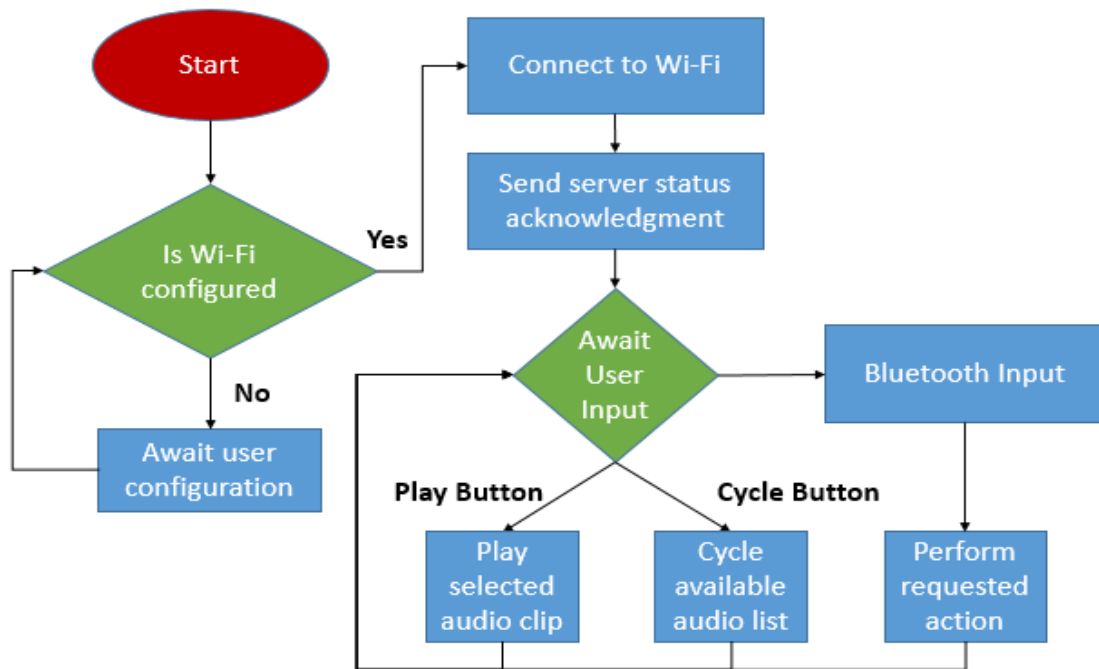 Start
Connect to Wi-Fi
Send server status
acknowledgment
Is Wi-Fi
configured
Yes
No
Await user
configuration
Await
User
Input
Bluetooth Input
Play Button
Cycle Button
Play
selected
audio clip
Cycle
available
audio list
Perform
requested
action